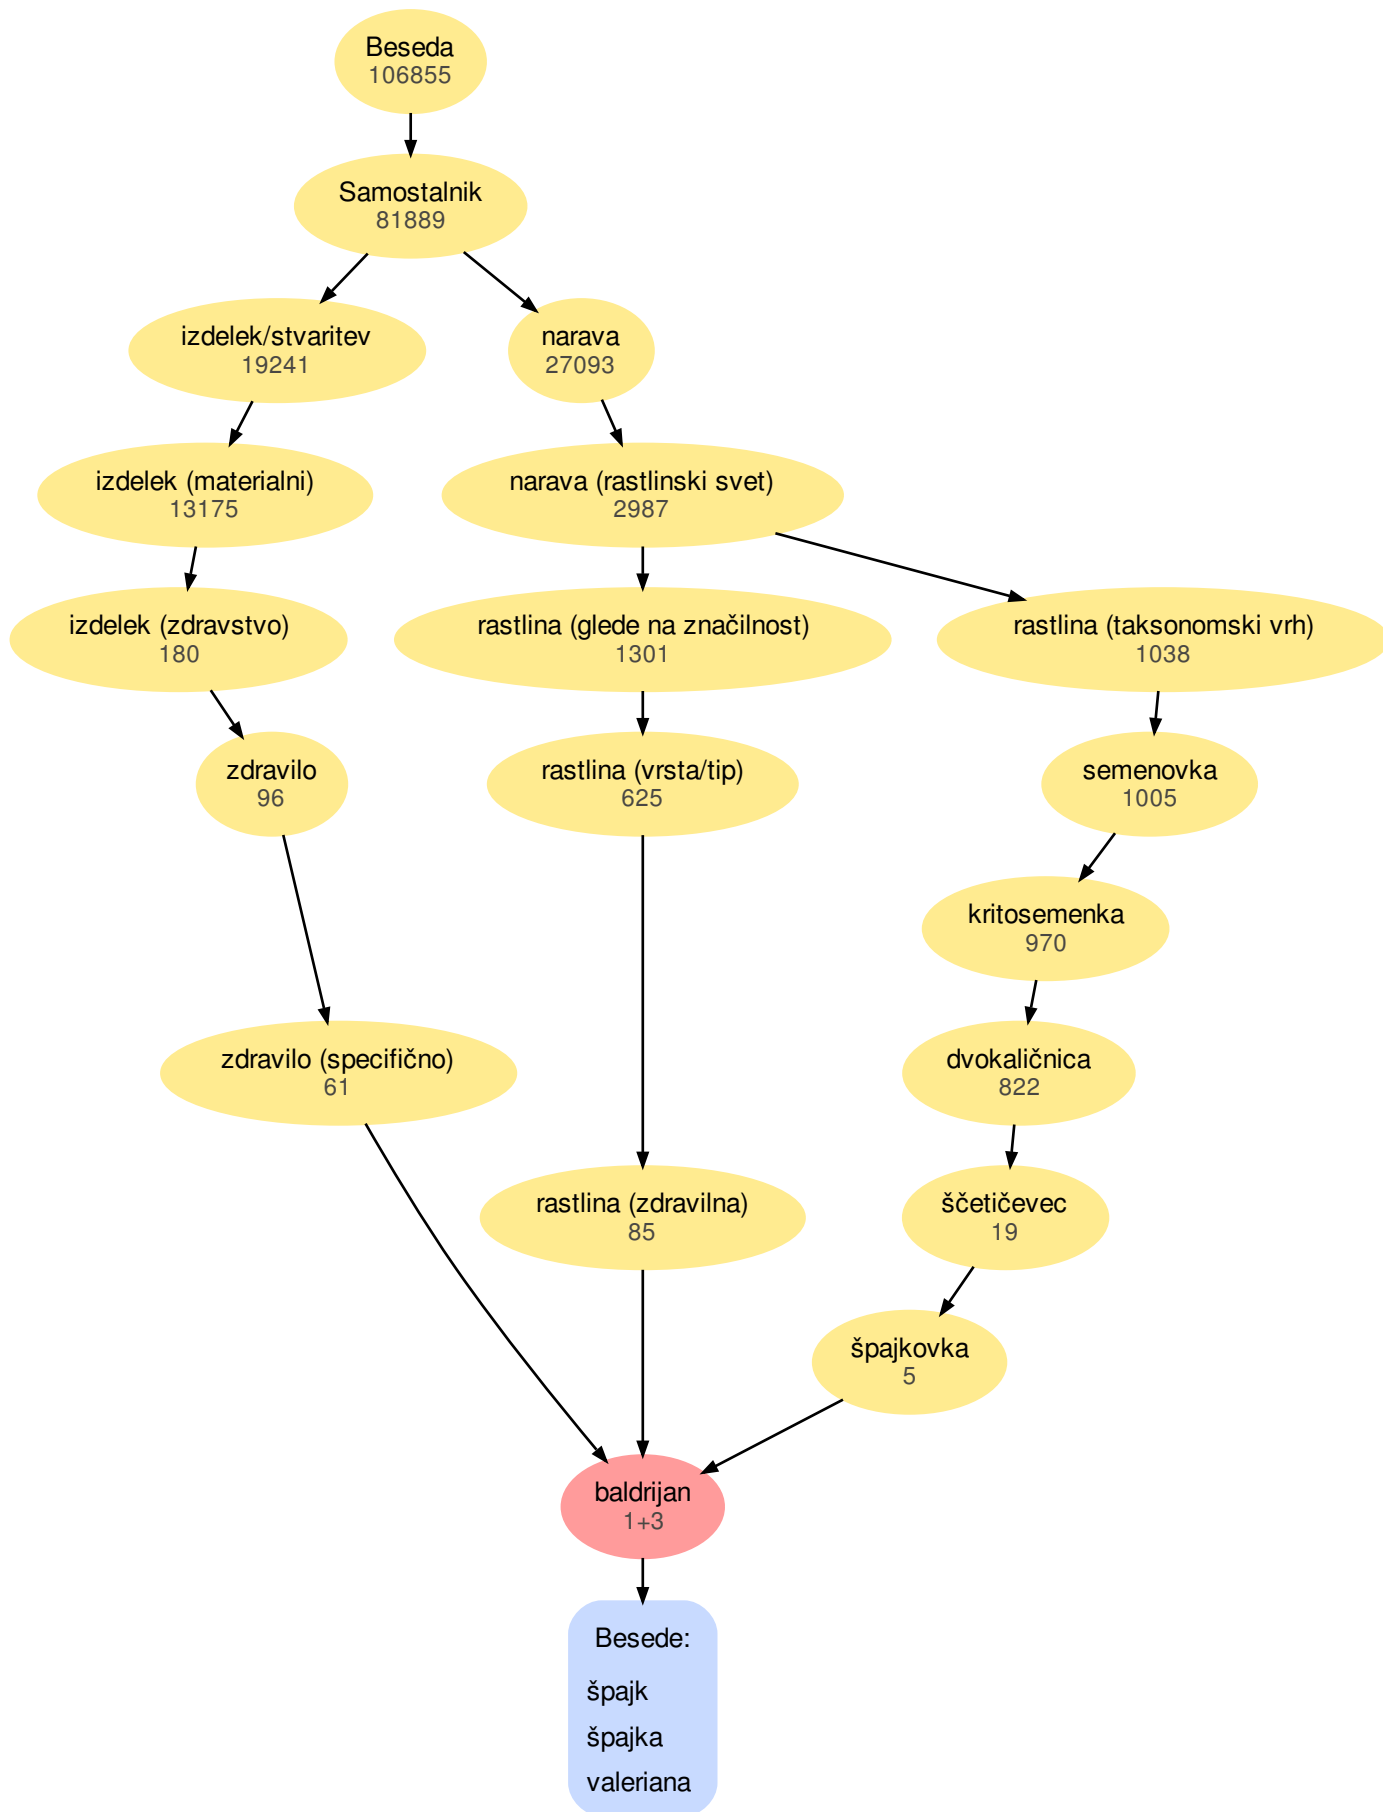 Beseda
106855
Samostalnik
81889
izdelek/stvaritev
19241
narava
27093
izdelek (materialni)
13175
narava (rastlinski svet)
2987
izdelek (zdravstvo)
180
rastlina (glede na značilnost)
1301
rastlina (taksonomski vrh)
1038
zdravilo
96
rastlina (vrsta/tip)
625
semenovka
1005
kritosemenka
970
zdravilo (specifično)
61
dvokaličnica
822
rastlina (zdravilna)
85
ščetičevec
19
špajkovka
5
baldrijan
1+3
Besede:
špajk
špajka
valeriana